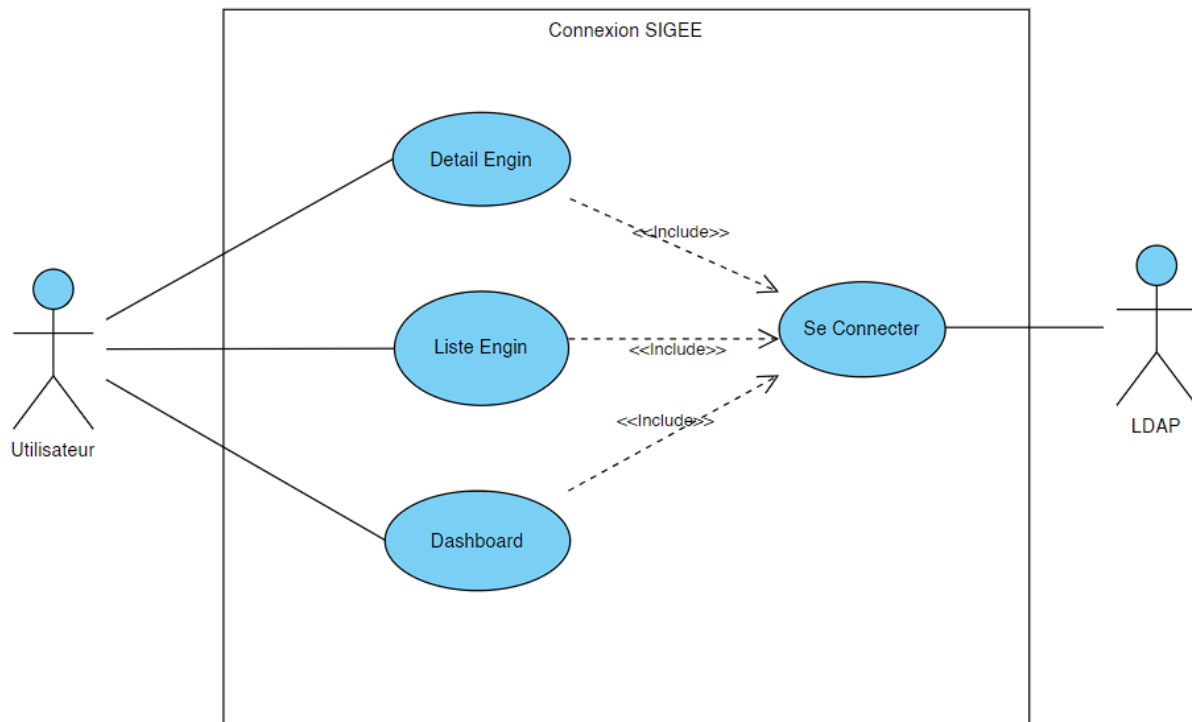 Connexion SIGEE
Detail Engin
<<Include>>
Se Connecter
Liste Engin
<<Include>>
<<Include>>
LDAP
Utilisateur
Dashboard